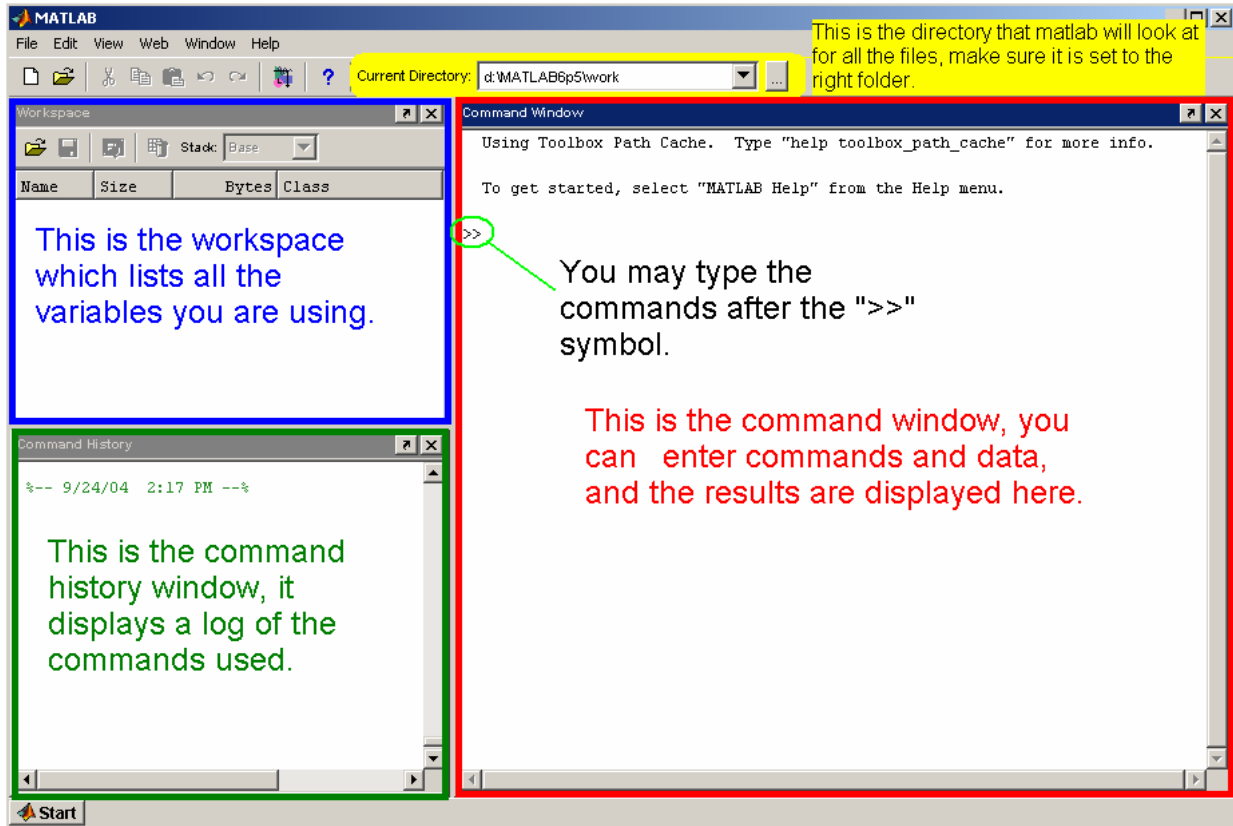 MATLAB
File Edit View Web Window Help
This is the directory that matlab will look at
for all the files, make sure it is set to the
right folder.
? Current Directory: d:\MATLAB6p5\work ...
Workspace
Stack: Base
Name Size Bytes Class
This is the workspace
which lists all the
variables you are using.
Command History
%-- 9/24/04 2:17 PM --%
This is the command
history window, it
displays a log of the
commands used.
Command Window
Using Toolbox Path Cache. Type "help toolbox_path_cache" for more info.
To get started, select "MATLAB Help" from the Help menu.
>>
You may type the
commands after the ">>"
symbol.
This is the command window, you
can enter commands and data,
and the results are displayed here.
Start